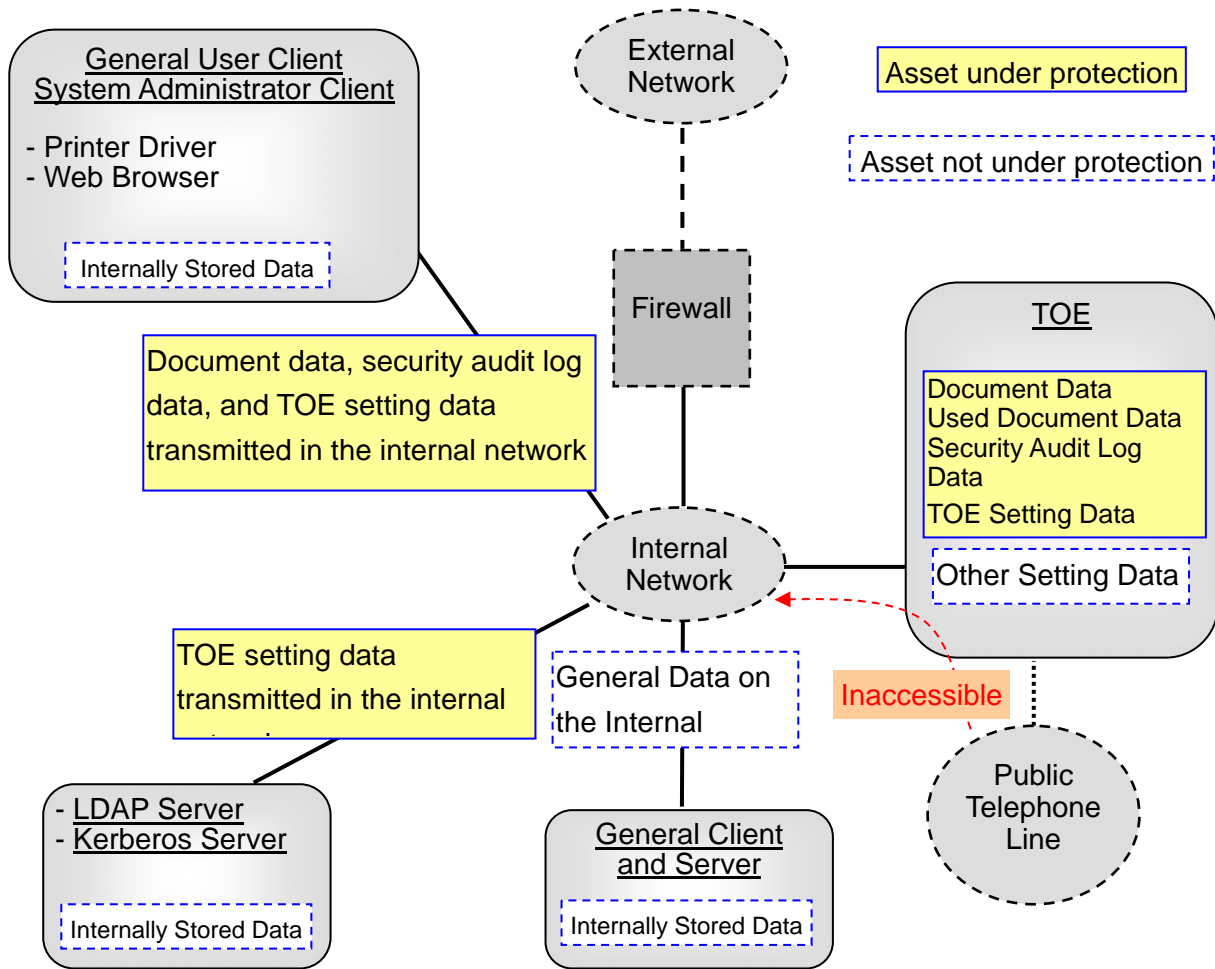 General User Client
System Administrator Client
- Printer Driver
- Web Browser
Internally Stored Data
External
Network
Asset under protection
Asset not under protection
Firewall
Document data, security audit log
data, and TOE setting data
transmitted in the internal network
TOE
Document Data
Used Document Data
Security Audit Log
Data
TOE Setting Data
Other Setting Data
Internal
Network
TOE setting data
transmitted in the internal
General Data on
the Internal
Inaccessible
Public
Telephone
Line
- LDAP Server
- Kerberos Server
Internally Stored Data
General Client
and Server
Internally Stored Data